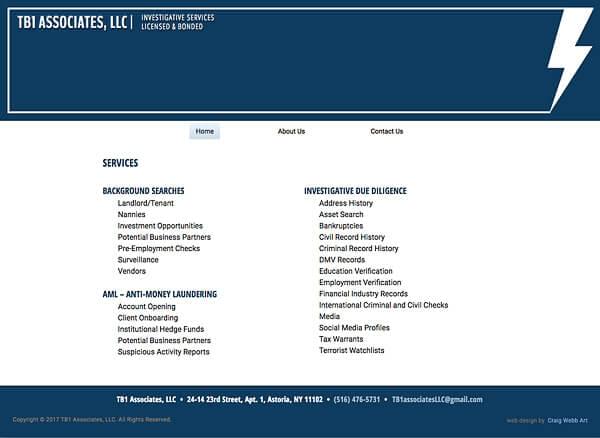 TB1 ASSOCIATES, LLC | INVESTIGATIVE SERVICES
LICENSED & BONDED
Home About Us Contact Us
SERVICES
BACKGROUND SEARCHES
Landlord/Tenant
Nannies
Investment Opportunities
Potential Business Partners
Pre-Employment Checks
Surveillance
Vendors
AML – ANTI-MONEY LAUNDERING
Account Opening
Client Onboarding
Institutional Hedge Funds
Potential Business Partners
Suspicious Activity Reports
INVESTIGATIVE DUE DILIGENCE
Address History
Asset Search
Bankruptcies
Civil Record History
Criminal Record History
DMV Records
Education Verification
Employment Verification
Financial Industry Records
International Criminal and Civil Checks
Media
Social Media Profiles
Tax Warrants
Terrorist Watchlists
TB1 Associates, LLC • 24-14 23rd Street, Apt. 1, Astoria, NY 11102 • (516) 476-5731 • TB1associatesLLC@gmail.com
Copyright © 2017 TB1 Associates, LLC. All Rights Reserved. web design by Craig Webb Art